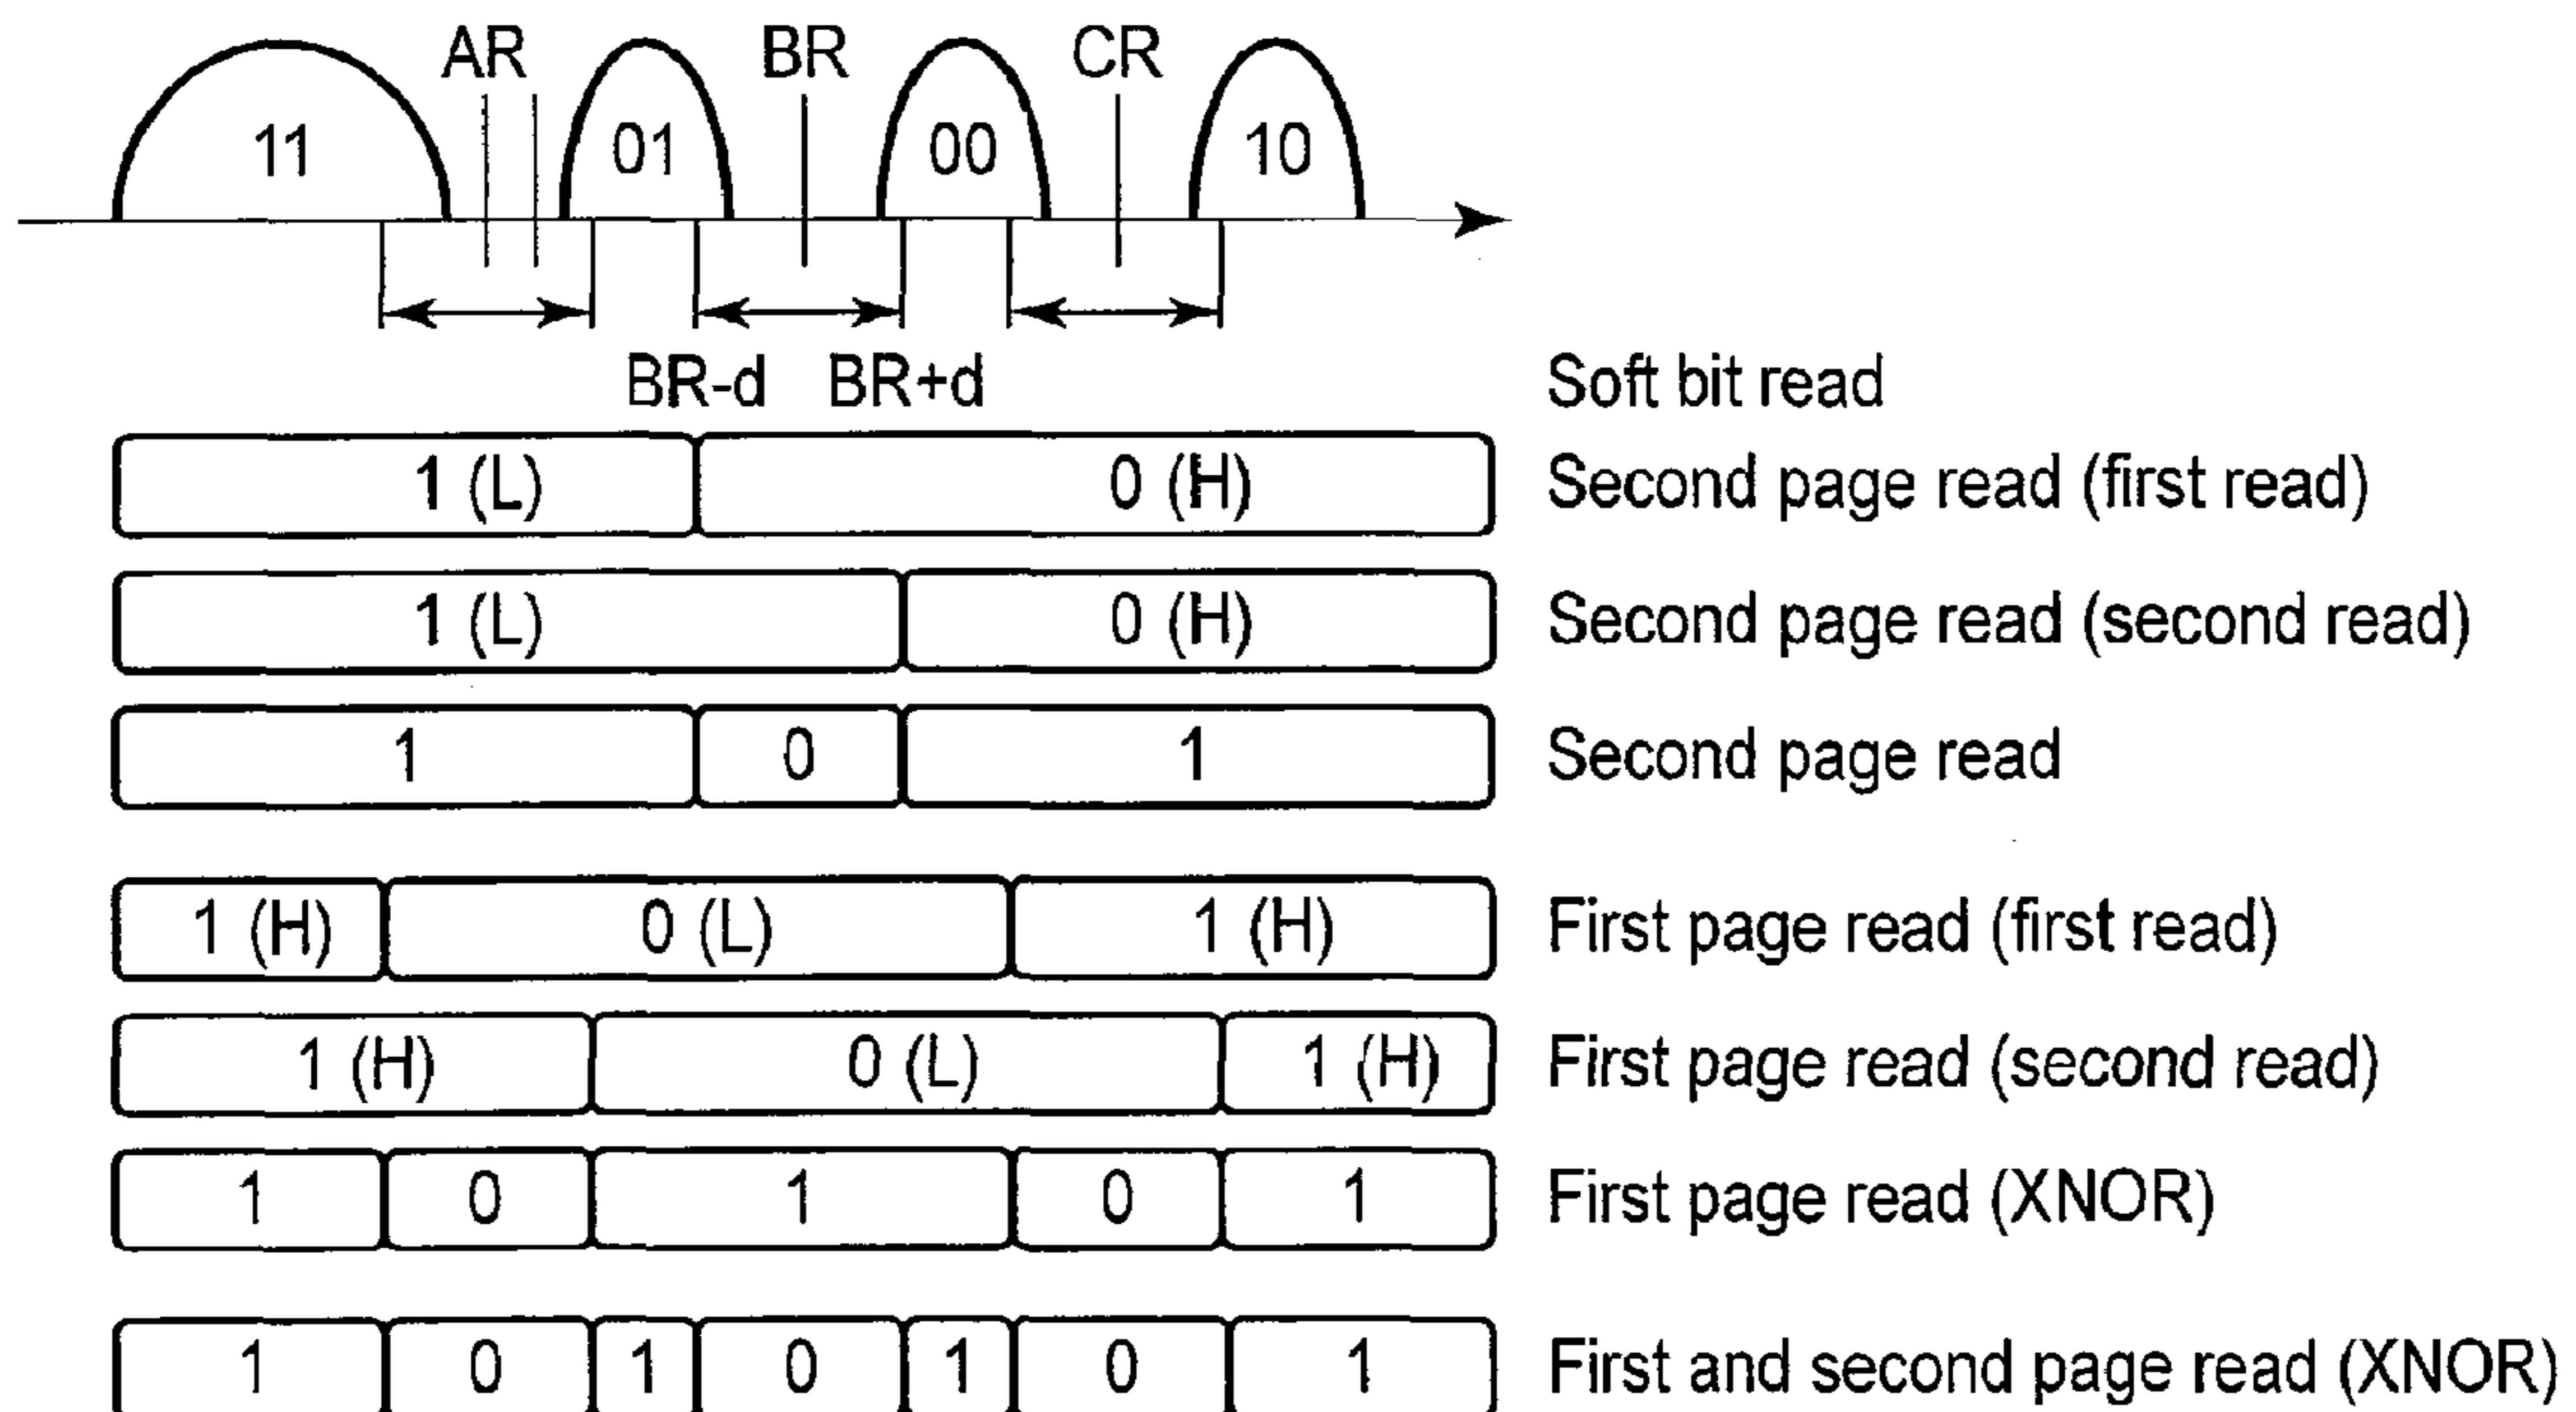 AR BR CR
11 01 00 10
BR-d BR+d Soft bit read
1 (L) 0 (H) Second page read (first read)
1 (L) 0 (H) Second page read (second read)
1 0 1 Second page read
1 (H) 0 (L) 1 (H) First page read (first read)
1 (H) 0 (L) 1 (H) First page read (second read)
1 0 1 0 1 First page read (XNOR)
1 0 1 0 1 0 1 First and second page read (XNOR)